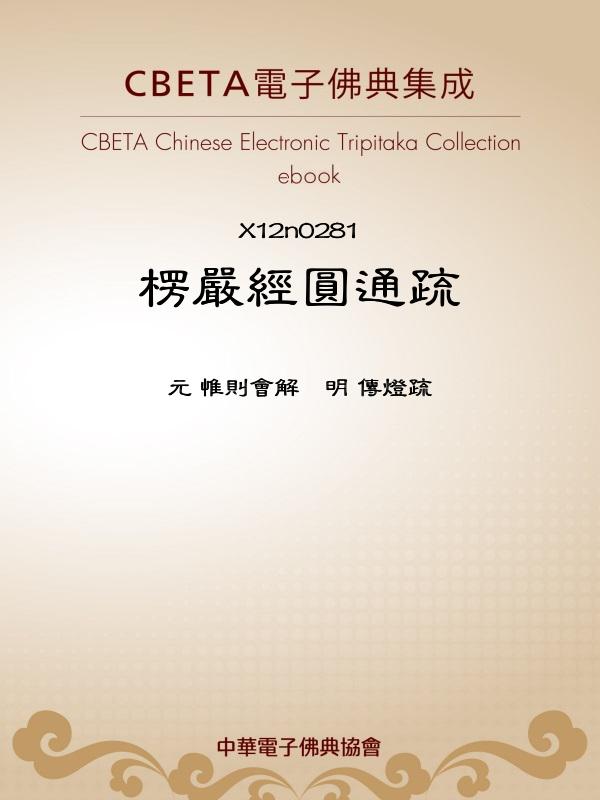 CBETA電子佛典集成
CBETA Chinese Electronic Tripitaka Collection
ebook
X12n0281
楞嚴經圓通疏
元 惟則會解　明 傳燈疏
中華電子佛典協會